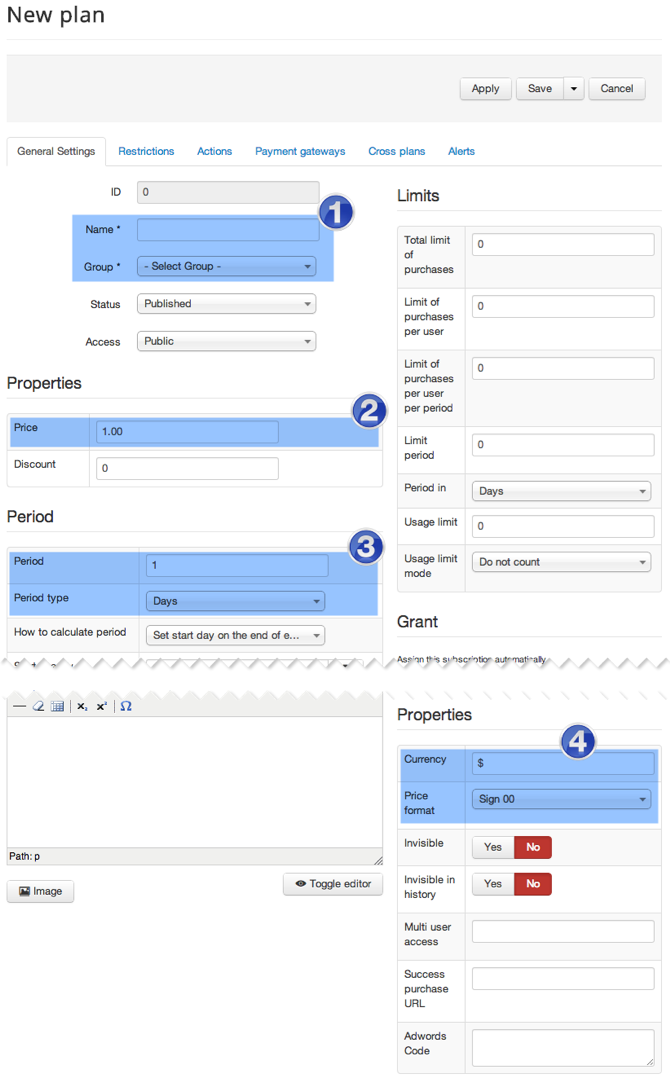 New plan
Apply Save Cancel
General Settings Restrictions Actions Payment gateways Cross plans Alerts
ID 0
1
Name *
Group * - Select Group -
Status Published
Access Public
Properties
2
Price 1.00
Discount 0
Period
3
Period 1
Period type Days
How to calculate period Set start day on the end of e...
Limits
Total limit
of
purchases
0
Limit of
purchases
per user
0
Limit of
purchases
per user
per period
0
Limit
period
0
Period in Days
Usage limit 0
Usage limit
mode
Do not count
Grant
Assign this subscription automatically
Path: p
Image
Toggle editor
Properties
4
Currency $
Price
format
Sign 00
Invisible Yes No
Invisible in
history
Yes No
Multi user
access
Success
purchase
URL
Adwords
Code